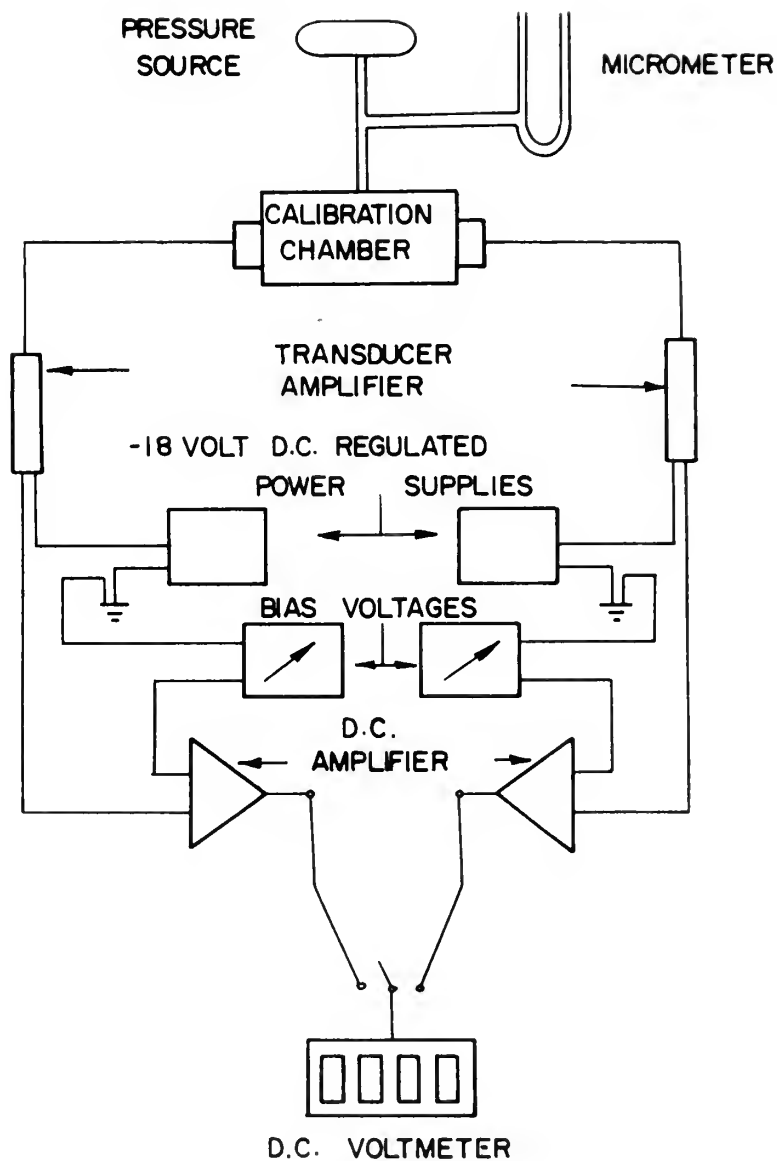 PRESSURE
SOURCE
MICROMETER
CALIBRATION
CHAMBER
TRANSDUCER
AMPLIFIER
-18 VOLT D.C. REGULATED
POWER SUPPLIES
BIAS VOLTAGES
D.C.
AMPLIFIER
D.C. VOLTMETER